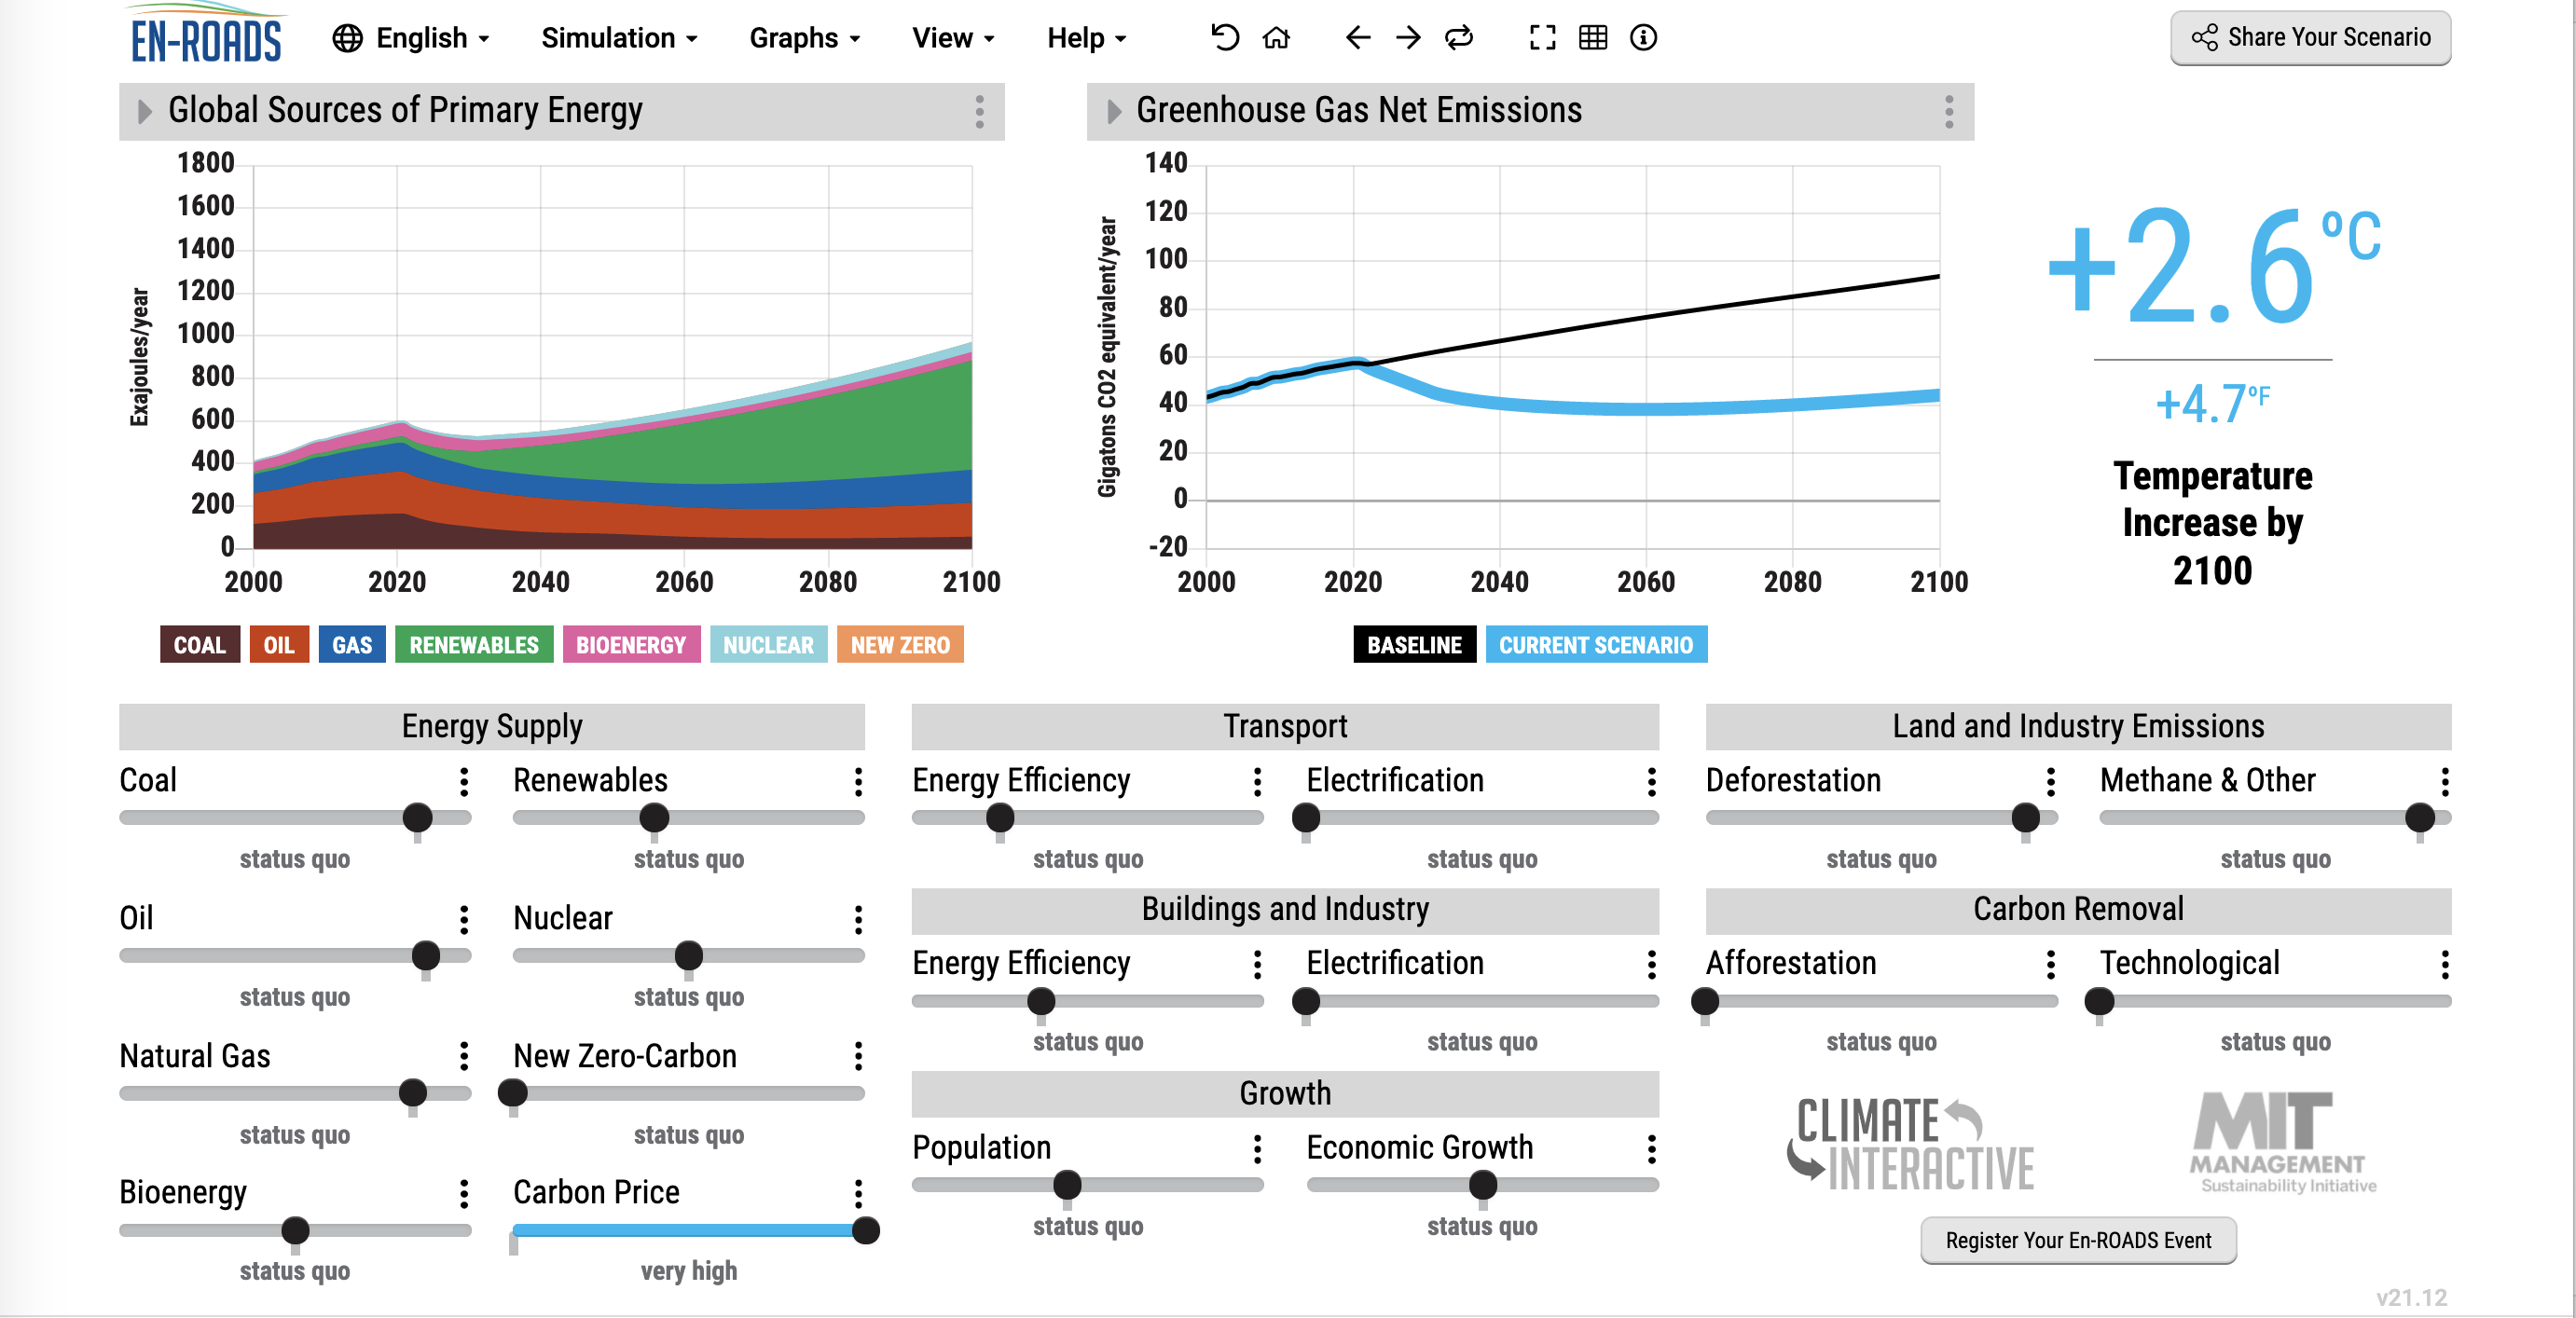 EN-ROADS
English
Simulation
Graphs
View
Help
Share Your Scenario
Global Sources of Primary Energy
Exajoules/year
1800
1600
1400
1200
1000
800
600
400
200
0
2000 2020 2040 2060 2080 2100
COAL OIL GAS RENEWABLES BIOENERGY NUCLEAR NEW ZERO
Greenhouse Gas Net Emissions
Gigatons CO2 equivalent/year
140
120
100
80
60
40
20
0
-20
2000 2020 2040 2060 2080 2100
BASELINE CURRENT SCENARIO
+2.6 ºC
+4.7 ºF
Temperature
Increase by
2100
Energy Supply
Coal
status quo
Renewables
status quo
Oil
status quo
Nuclear
status quo
Natural Gas
status quo
New Zero-Carbon
status quo
Bioenergy
status quo
Carbon Price
very high
Transport
Energy Efficiency
status quo
Electrification
status quo
Buildings and Industry
Energy Efficiency
status quo
Electrification
status quo
Growth
Population
status quo
Economic Growth
status quo
Land and Industry Emissions
Deforestation
status quo
Methane & Other
status quo
Carbon Removal
Afforestation
status quo
Technological
status quo
CLIMATE
INTERACTIVE
MIT
MANAGEMENT
Sustainability Initiative
Register Your En-ROADS Event
v21.12